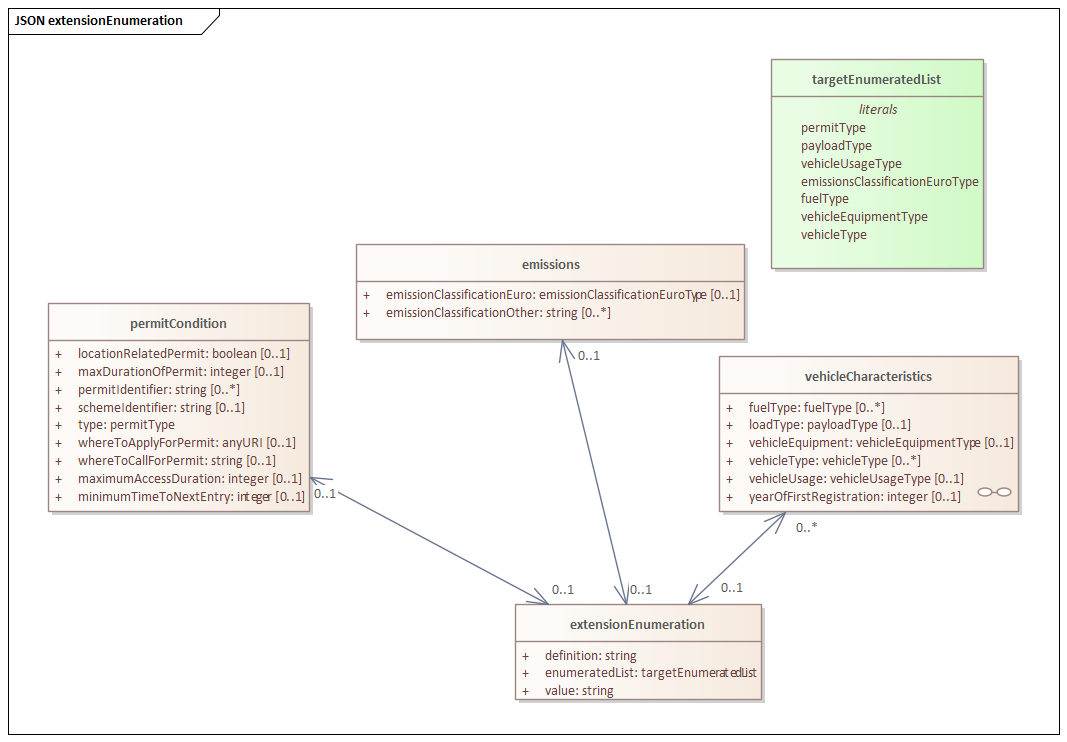 JSON extensionEnumeration
targetEnumeratedList
literals
permitType
payloadType
vehicleUsageType
emissionsClassificationEuroType
fuelType
vehicleEquipmentType
vehicleType
emissions
+ emissionClassificationEuro: emissionClassificationEuroType [0..1]
+ emissionClassificationOther: string [0..*]
permitCondition
+ locationRelatedPermit: boolean [0..1]
+ maxDurationOfPermit: integer [0..1]
+ permitIdentifier: string [0..*]
+ schemeIdentifier: string [0..1]
+ type: permitType
+ whereToApplyForPermit: anyURI [0..1]
+ whereToCallForPermit: string [0..1]
+ maximumAccessDuration: integer [0..1]
+ minimumTimeToNextEntry: integer [0..1]
vehicleCharacteristics
+ fuelType: fuelType [0..*]
+ loadType: payloadType [0..1]
+ vehicleEquipment: vehicleEquipmentType [0..1]
+ vehicleType: vehicleType [0..*]
+ vehicleUsage: vehicleUsageType [0..1]
+ yearOfFirstRegistration: integer [0..1]
0..1
0..1
0..*
0..1
0..1
0..1
extensionEnumeration
+ definition: string
+ enumeratedList: targetEnumeratedList
+ value: string